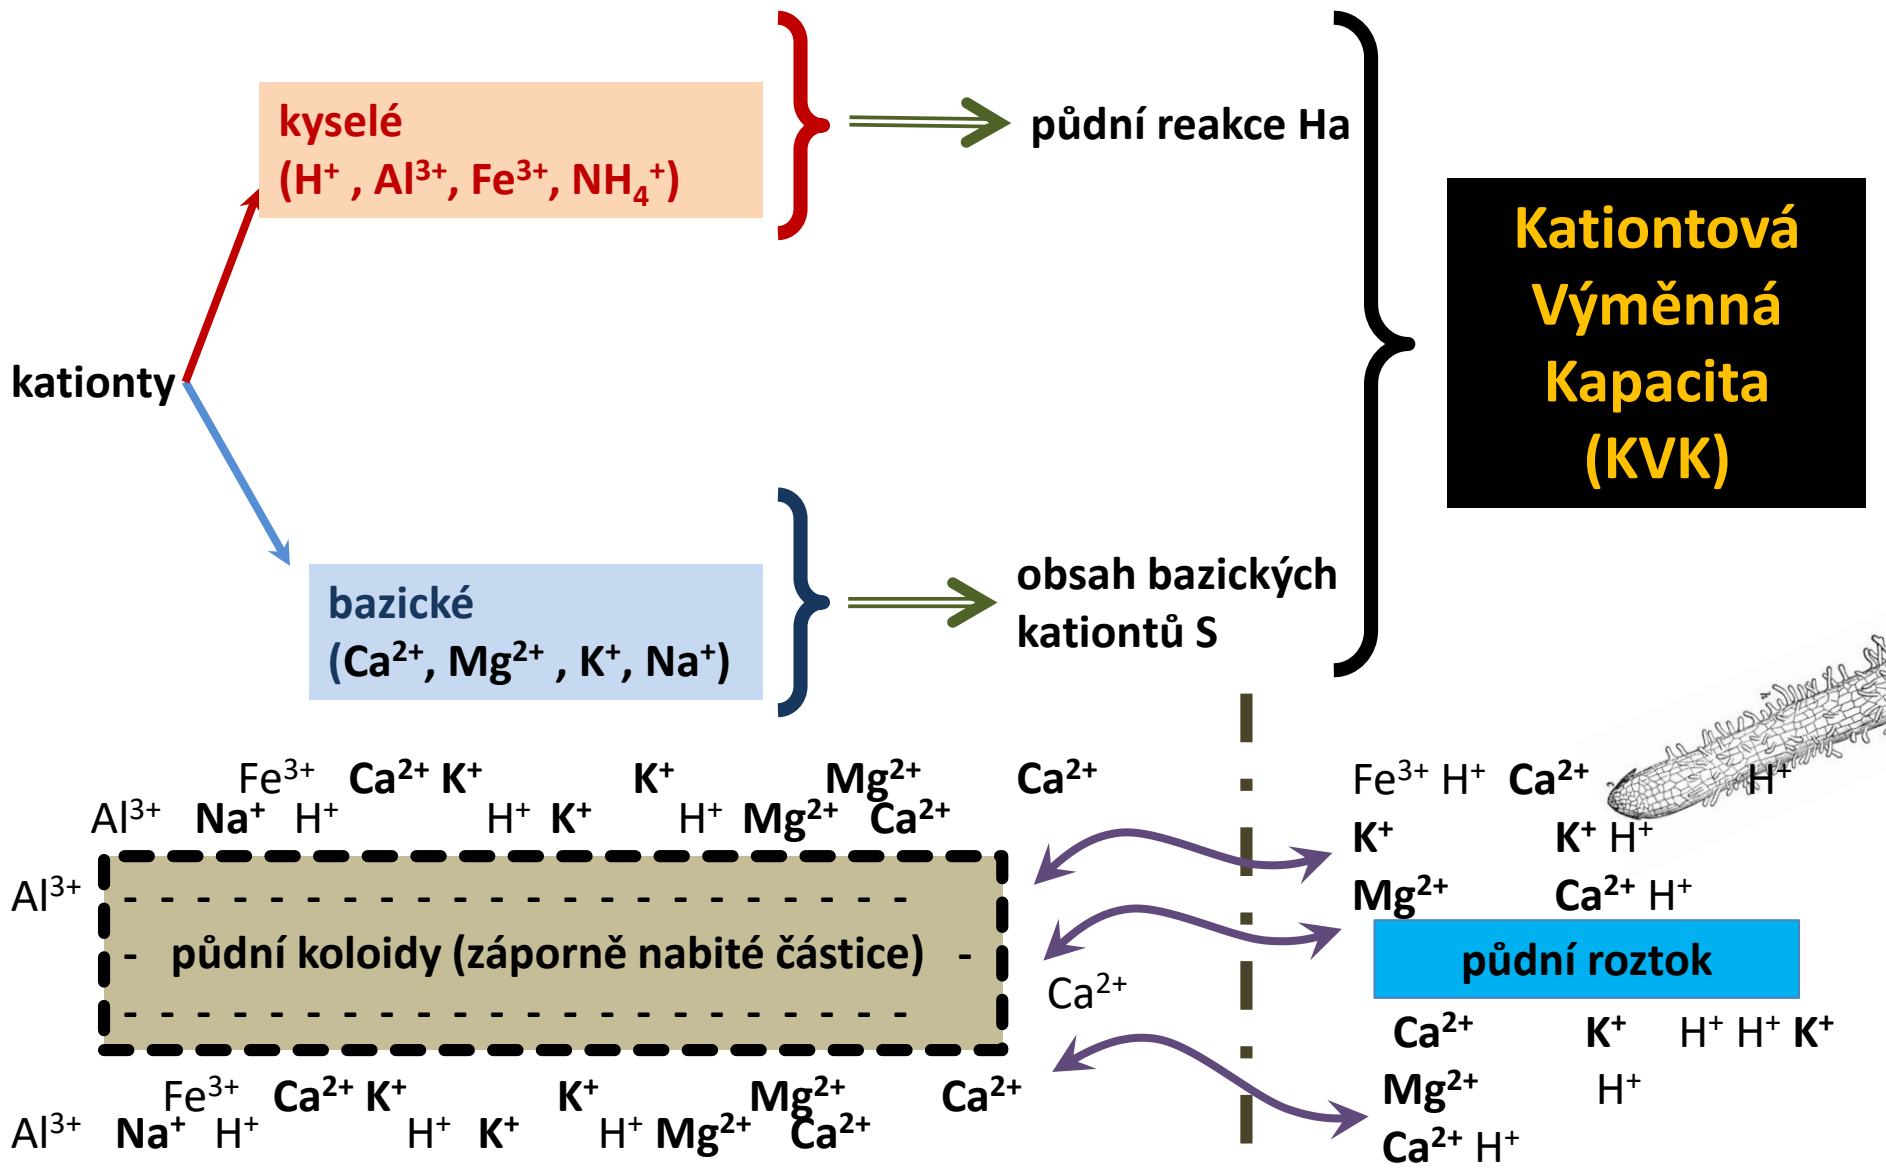 kyselé
(H⁺ , Al³⁺, Fe³⁺, NH₄⁺)
půdní reakce Ha
Kationtová
Výměnná
Kapacita
(KVK)
kationty
bazické
(Ca²⁺, Mg²⁺ , K⁺, Na⁺)
obsah bazických
kationtů S
Fe³⁺ Ca²⁺ K⁺ K⁺ Mg²⁺ Ca²⁺
Al³⁺ Na⁺ H⁺ H⁺ K⁺ H⁺ Mg²⁺ Ca²⁺
Al³⁺
- - - - - - - - - - - - - - - - - - - - - -
- půdní koloidy (záporně nabité částice) -
- - - - - - - - - - - - - - - - - - - - - -
Ca²⁺
Fe³⁺ Ca²⁺ K⁺ K⁺ Mg²⁺ Ca²⁺
Al³⁺ Na⁺ H⁺ H⁺ K⁺ H⁺ Mg²⁺ Ca²⁺
Fe³⁺ H⁺ Ca²⁺ H⁺
K⁺ K⁺ H⁺
Mg²⁺ Ca²⁺ H⁺
půdní roztok
Ca²⁺ K⁺ H⁺ H⁺ K⁺
Mg²⁺ H⁺
Ca²⁺ H⁺